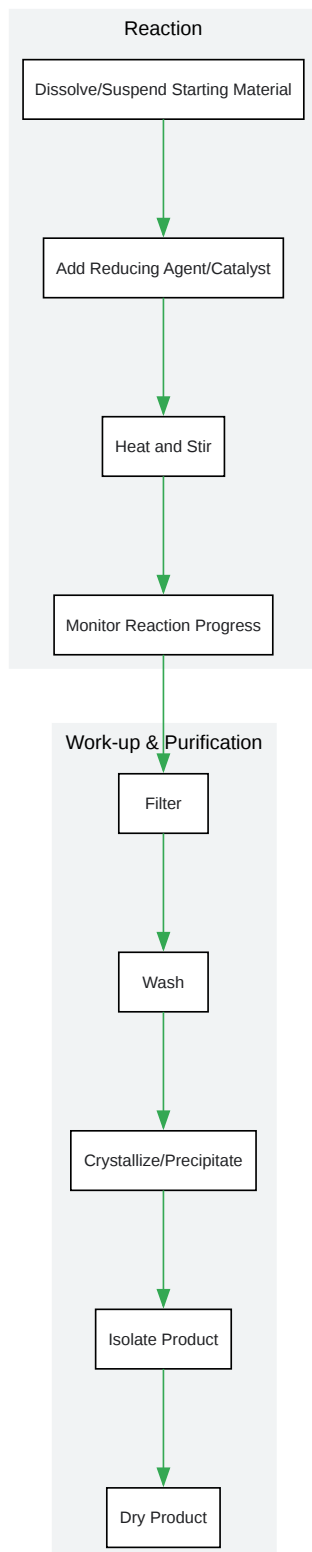 Reaction
Dissolve/Suspend Starting Material
Add Reducing Agent/Catalyst
Heat and Stir
Monitor Reaction Progress
Work-up & Purification
Filter
Wash
Crystallize/Precipitate
Isolate Product
Dry Product